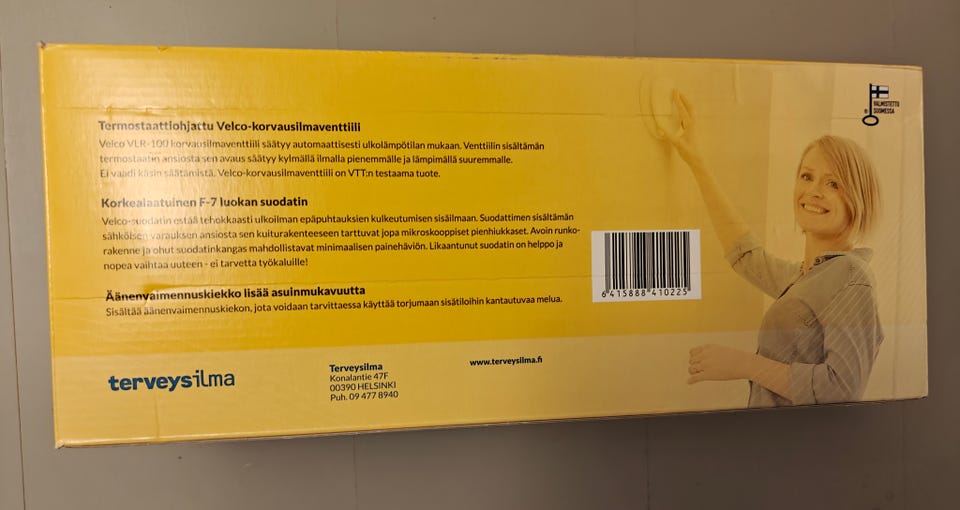 VALMISTETTU
SUOMESSA
Termostaattiohjattu Velco-korvausilmaventtiili
Velco VLR-100 korvausilmaventtiili säätyy automaattisesti ulkolämpötilan mukaan. Venttiilin sisältämän
termostaatin ansiosta sen avaus säätyy kylmällä ilmalla pienemmälle ja lämpimällä suuremmalle.
Ei vaadi käsin säätämistä. Velco-korvausilmaventtiili on VTT:n testaama tuote.
Korkealaatuinen F-7 luokan suodatin
Velco-suodatin estää tehokkaasti ulkoilman epäpuhtauksien kulkeutumisen sisäilmaan. Suodattimen sisältämän
sähköisen varauksen ansiosta sen kuiturakenteeseen tarttuvat jopa mikroskooppiset pienhiukkaset. Avoin runko-
rakenne ja ohut suodatinkangas mahdollistavat minimaalisen painehäviön. Likaantunut suodatin on helppo ja
nopea vaihtaa uuteen - ei tarvetta työkaluille!
Äänenvaimennuskiekko lisää asuinmukavuutta
Sisältää äänenvaimennuskiekon, jota voidaan tarvittaessa käyttää torjumaan sisätiloihin kantautuvaa melua.
6 415888 410225
terveysilma
Terveysilma
Konalantie 47F
00390 HELSINKI
Puh. 09 477 8940
www.terveysilma.fi